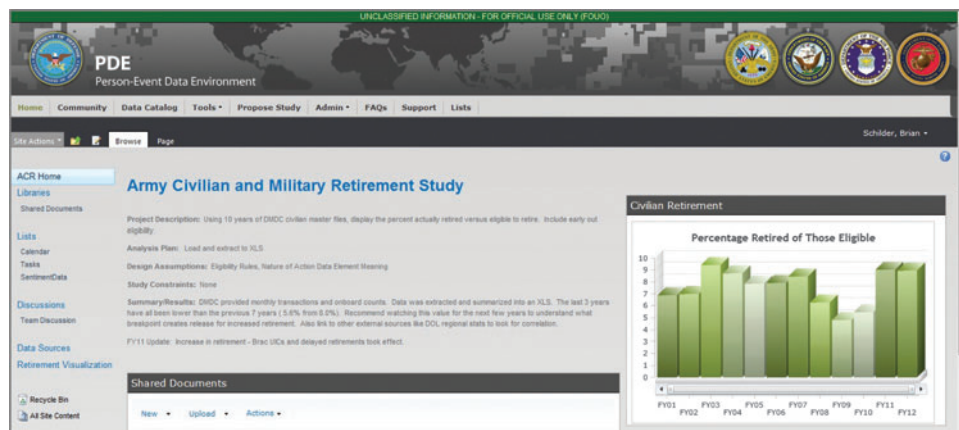 UNCLASSIFIED INFORMATION - FOR OFFICIAL USE ONLY (FOUO)
PDE
Person-Event Data Environment
Home Community Data Catalog Tools Propose Study Admin FAQs Support Lists
Site Actions Browse Page Schilder, Brian
ACR Home
Libraries
Shared Documents
Lists
Calendar
Tasks
SentimentData
Discussions
Team Discussion
Data Sources
Retirement Visualization
Recycle Bin
All Site Content
Army Civilian and Military Retirement Study
Project Description: Using 10 years of DMDC civilian master files, display the percent actually retired versus eligible to retire. Include early out
eligibility.
Analysis Plan: Load and extract to XLS
Design Assumptions: Eligibility Rules, Nature of Action Data Element Meaning
Study Constraints: None
Summary/Results: DMDC provided monthly transactions and onboard counts. Data was extracted and summarized into an XLS. The last 3 years
have all been lower than the previous 7 years (5.6% from 8.0%). Recommend watching this value for the next few years to understand what
breakpoint creates release for increased retirement. Also link to other external sources like DOL regional stats to look for correlation.
FY11 Update: Increase in retirement - Brac UICs and delayed retirements took effect.
Shared Documents
New Upload Actions
Civilian Retirement
Percentage Retired of Those Eligible
10
9
8
7
6
5
4
3
2
1
0
FY01 FY03 FY05 FY07 FY09 FY11
FY02 FY04 FY06 FY08 FY10 FY12